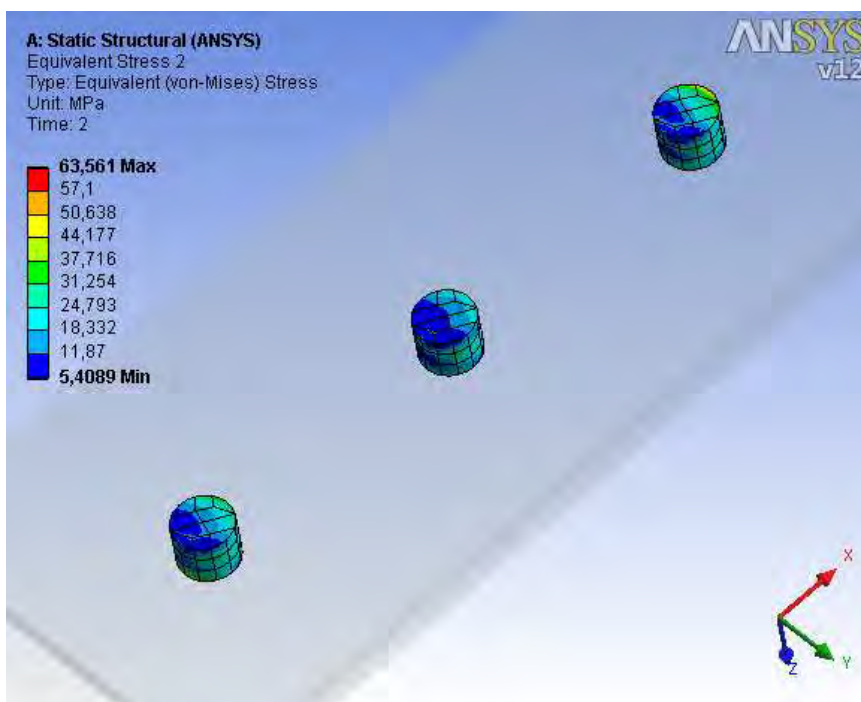 A: Static Structural (ANSYS)
Equivalent Stress 2
Type: Equivalent (von-Mises) Stress
Unit: MPa
Time: 2
63,561 Max
57,1
50,638
44,177
37,716
31,254
24,793
18,332
11,87
5,4089 Min
ANSYS
v12
X
Y
Z